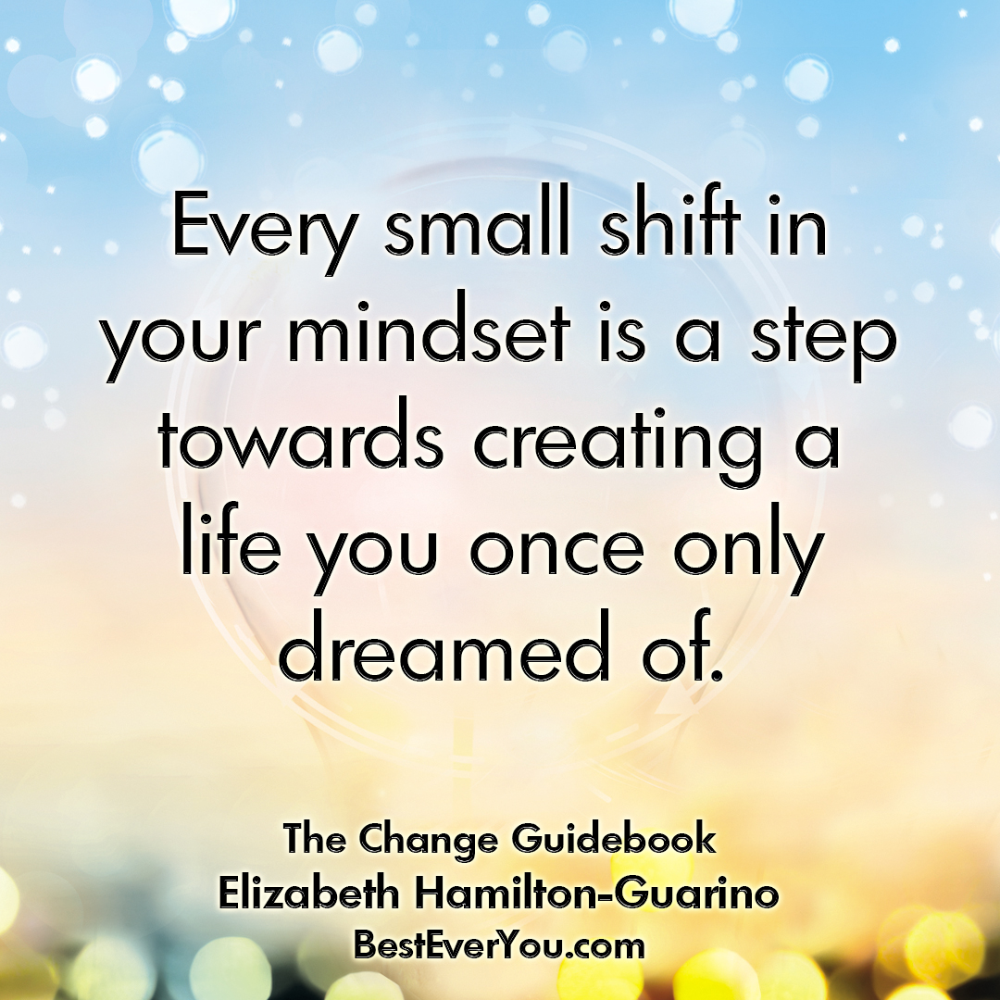 Every small shift in
your mindset is a step
towards creating a
life you once only
dreamed of.
The Change Guidebook
Elizabeth Hamilton-Guarino
BestEverYou.com